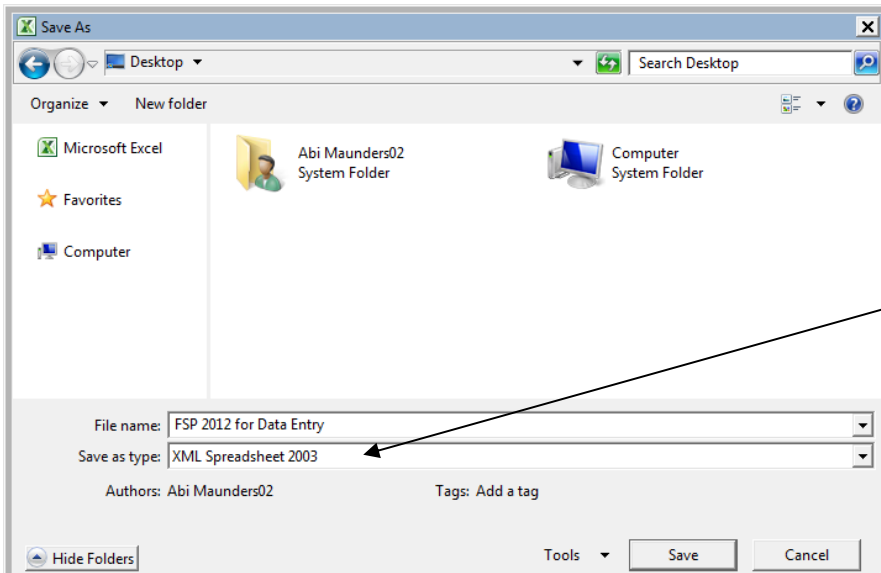 Save As
Desktop
Search Desktop
Organize New folder
Microsoft Excel
Favorites
Computer
Abi Maunders02
System Folder
Computer
System Folder
File name: FSP 2012 for Data Entry
Save as type: XML Spreadsheet 2003
Authors: Abi Maunders02 Tags: Add a tag
Hide Folders Tools Save Cancel